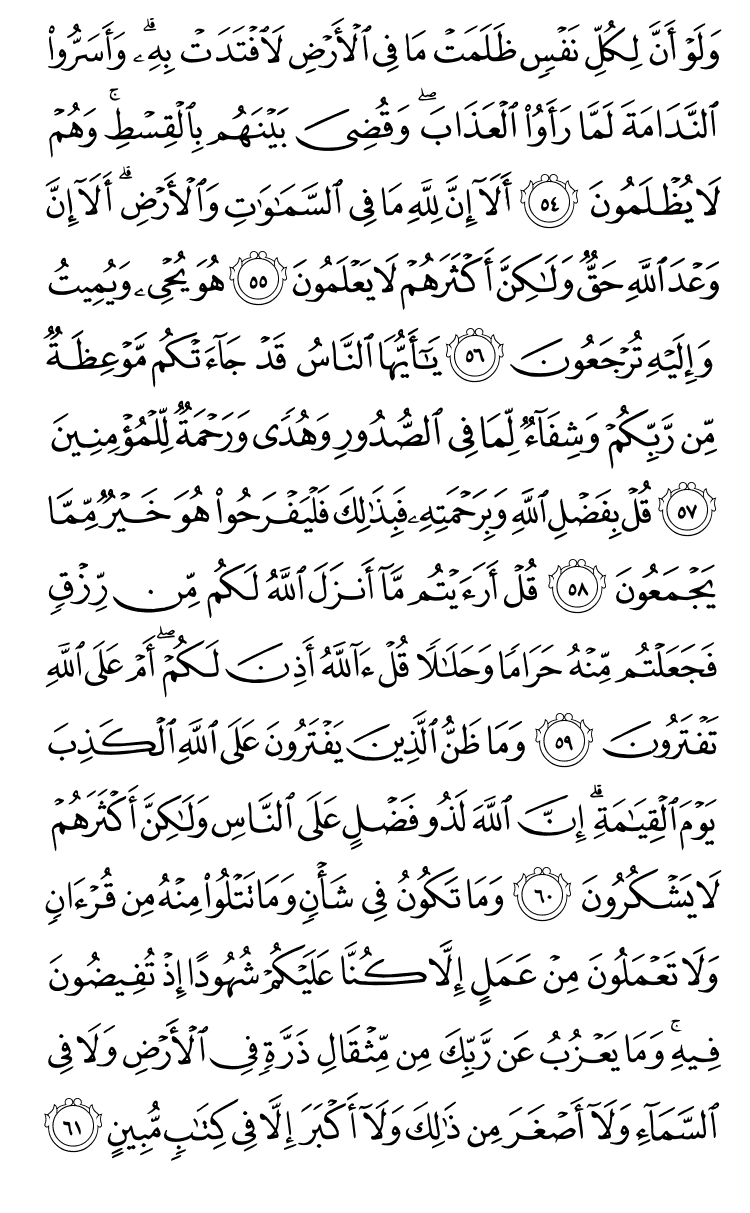 وَلَوْ أَنَّ لِكُلِّ نَفْسٍ ظَلَمَتْ مَا فِى ٱلْأَرْضِ لَٱفْتَدَتْ بِهِۦ ۗ وَأَسَرُّوا۟
ٱلنَّدَامَةَ لَمَّا رَأَوُا۟ ٱلْعَذَابَ ۖ وَقُضِىَ بَيْنَهُم بِٱلْقِسْطِ ۚ وَهُمْ
لَا يُظْلَمُونَ ٥٤ أَلَآ إِنَّ لِلَّهِ مَا فِى ٱلسَّمَـٰوَٰتِ وَٱلْأَرْضِ ۗ أَلَآ إِنَّ
وَعْدَ ٱللَّهِ حَقٌّ وَلَـٰكِنَّ أَكْثَرَهُمْ لَا يَعْلَمُونَ ٥٥ هُوَ يُحْىِۦ وَيُمِيتُ
وَإِلَيْهِ تُرْجَعُونَ ٥٦ يَـٰٓأَيُّهَا ٱلنَّاسُ قَدْ جَآءَتْكُم مَّوْعِظَةٌ
مِّن رَّبِّكُمْ وَشِفَآءٌ لِّمَا فِى ٱلصُّدُورِ وَهُدًى وَرَحْمَةٌ لِّلْمُؤْمِنِينَ
٥٧ قُلْ بِفَضْلِ ٱللَّهِ وَبِرَحْمَتِهِۦ فَبِذَٰلِكَ فَلْيَفْرَحُوا۟ هُوَ خَيْرٌ مِّمَّا
يَجْمَعُونَ ٥٨ قُلْ أَرَءَيْتُم مَّآ أَنزَلَ ٱللَّهُ لَكُم مِّن رِّزْقٍ
فَجَعَلْتُم مِّنْهُ حَرَامًا وَحَلَـٰلًا قُلْ ءَآللَّهُ أَذِنَ لَكُمْ ۖ أَمْ عَلَى ٱللَّهِ
تَفْتَرُونَ ٥٩ وَمَا ظَنُّ ٱلَّذِينَ يَفْتَرُونَ عَلَى ٱللَّهِ ٱلْكَذِبَ
يَوْمَ ٱلْقِيَـٰمَةِ ۗ إِنَّ ٱللَّهَ لَذُو فَضْلٍ عَلَى ٱلنَّاسِ وَلَـٰكِنَّ أَكْثَرَهُمْ
لَا يَشْكُرُونَ ٦٠ وَمَا تَكُونُ فِى شَأْنٍ وَمَا تَتْلُوا۟ مِنْهُ مِن قُرْءَانٍ
وَلَا تَعْمَلُونَ مِنْ عَمَلٍ إِلَّا كُنَّا عَلَيْكُمْ شُهُودًا إِذْ تُفِيضُونَ
فِيهِ ۚ وَمَا يَعْزُبُ عَن رَّبِّكَ مِن مِّثْقَالِ ذَرَّةٍ فِى ٱلْأَرْضِ وَلَا فِى
ٱلسَّمَآءِ وَلَآ أَصْغَرَ مِن ذَٰلِكَ وَلَآ أَكْبَرَ إِلَّا فِى كِتَـٰبٍ مُّبِينٍ ٦١